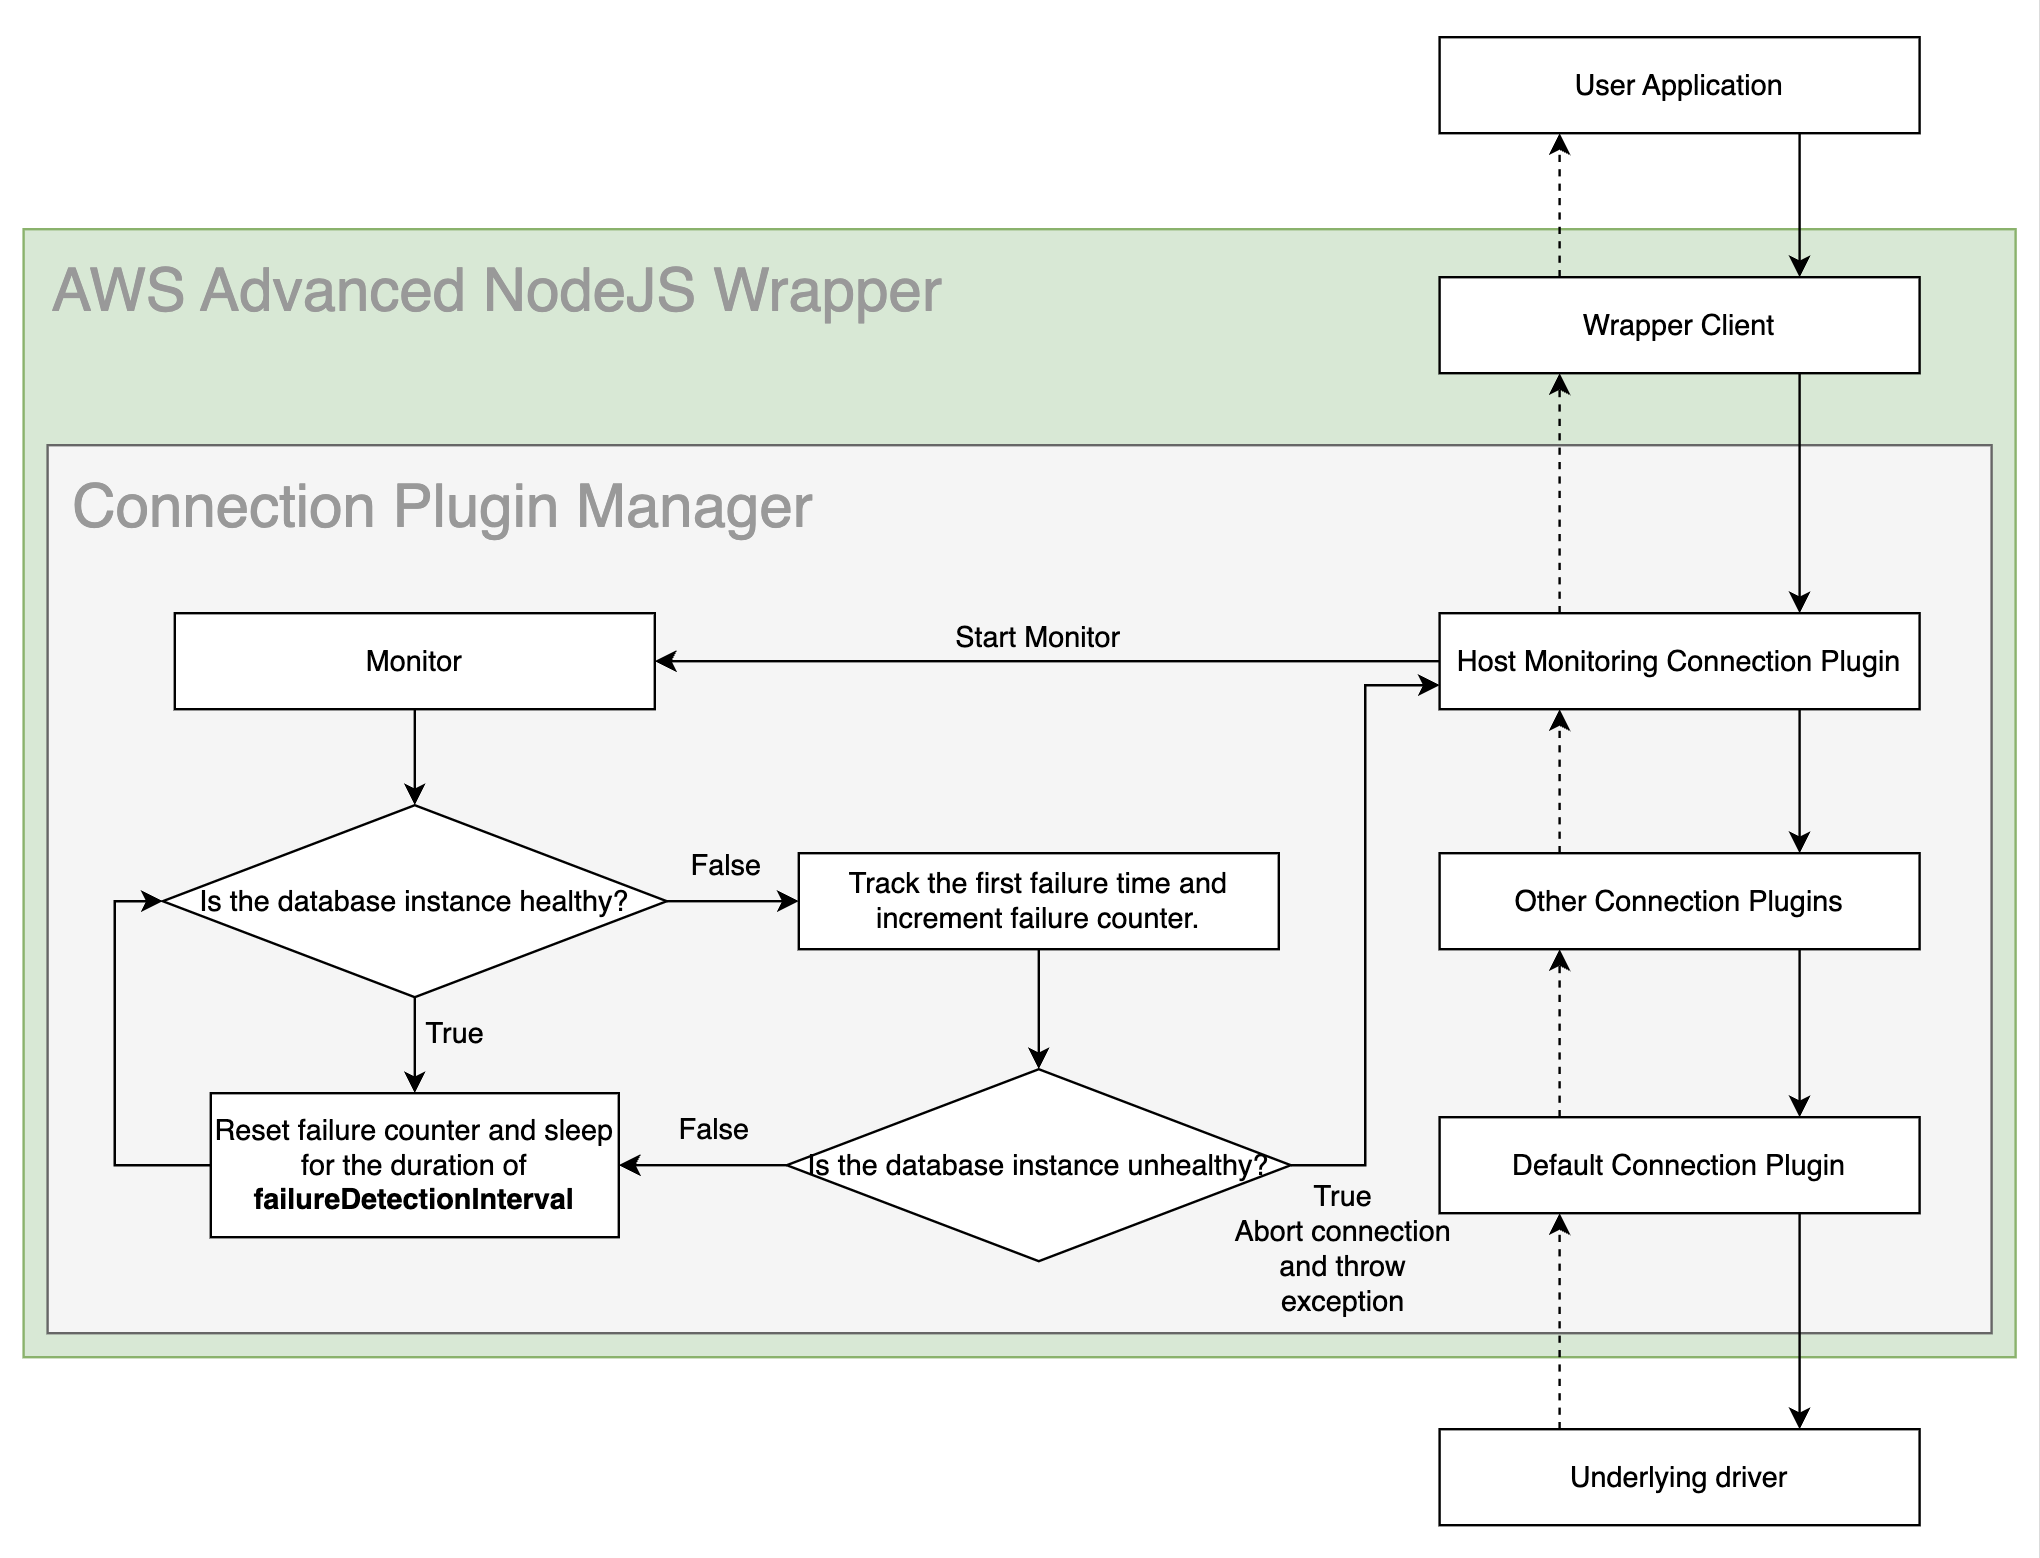 User Application
AWS Advanced NodeJS Wrapper
Wrapper Client
Connection Plugin Manager
Start Monitor
Monitor
Host Monitoring Connection Plugin
False
Is the database instance healthy?
Track the first failure time and
increment failure counter.
Other Connection Plugins
True
Reset failure counter and sleep
for the duration of
failureDetectionInterval
False
Is the database instance unhealthy?
True
Abort connection
and throw
exception
Default Connection Plugin
Underlying driver